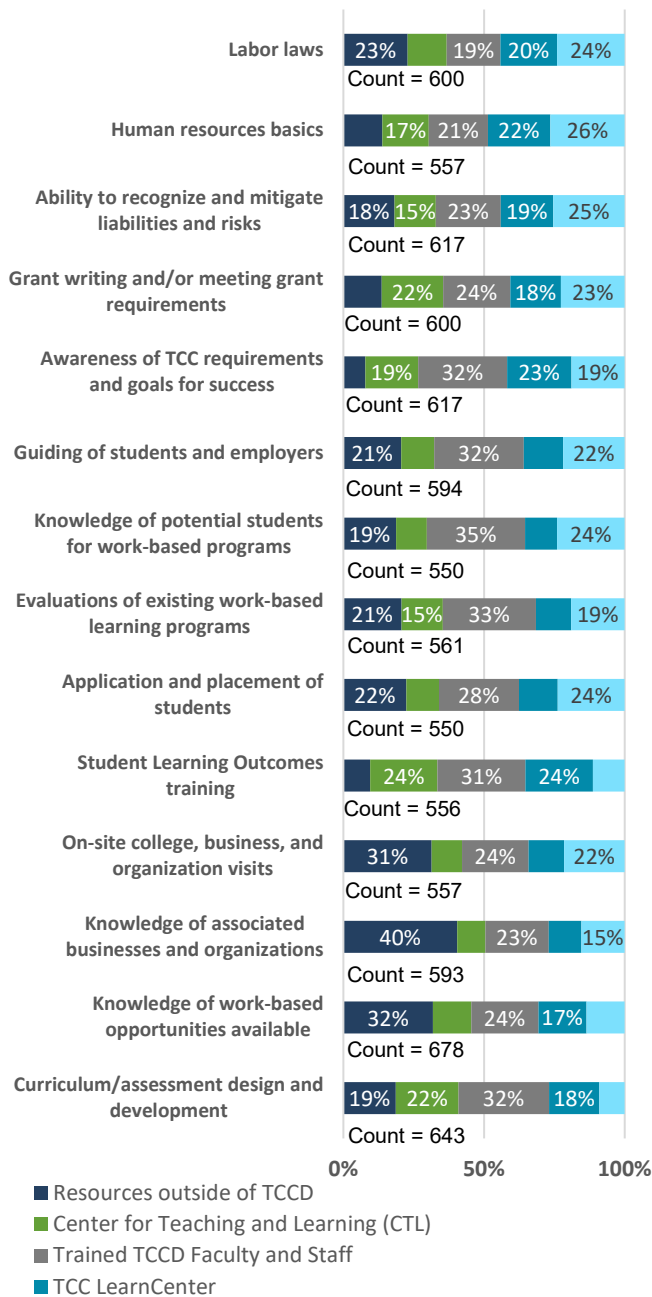 Labor laws
23% 19% 20% 24%
Count = 600
Human resources basics
17% 21% 22% 26%
Count = 557
Ability to recognize and mitigate
liabilities and risks
18% 15% 23% 19% 25%
Count = 617
Grant writing and/or meeting grant
requirements
22% 24% 18% 23%
Count = 600
Awareness of TCC requirements
and goals for success
19% 32% 23% 19%
Count = 617
Guiding of students and employers
21% 32% 22%
Count = 594
Knowledge of potential students
for work-based programs
19% 35% 24%
Count = 550
Evaluations of existing work-based
learning programs
21% 15% 33% 19%
Count = 561
Application and placement of
students
22% 28% 24%
Count = 550
Student Learning Outcomes
training
24% 31% 24%
Count = 556
On-site college, business, and
organization visits
31% 24% 22%
Count = 557
Knowledge of associated
businesses and organizations
40% 23% 15%
Count = 593
Knowledge of work-based
opportunities available
32% 24% 17%
Count = 678
Curriculum/assessment design and
development
19% 22% 32% 18%
Count = 643
0% 50% 100%
Resources outside of TCCD
Center for Teaching and Learning (CTL)
Trained TCCD Faculty and Staff
TCC LearnCenter